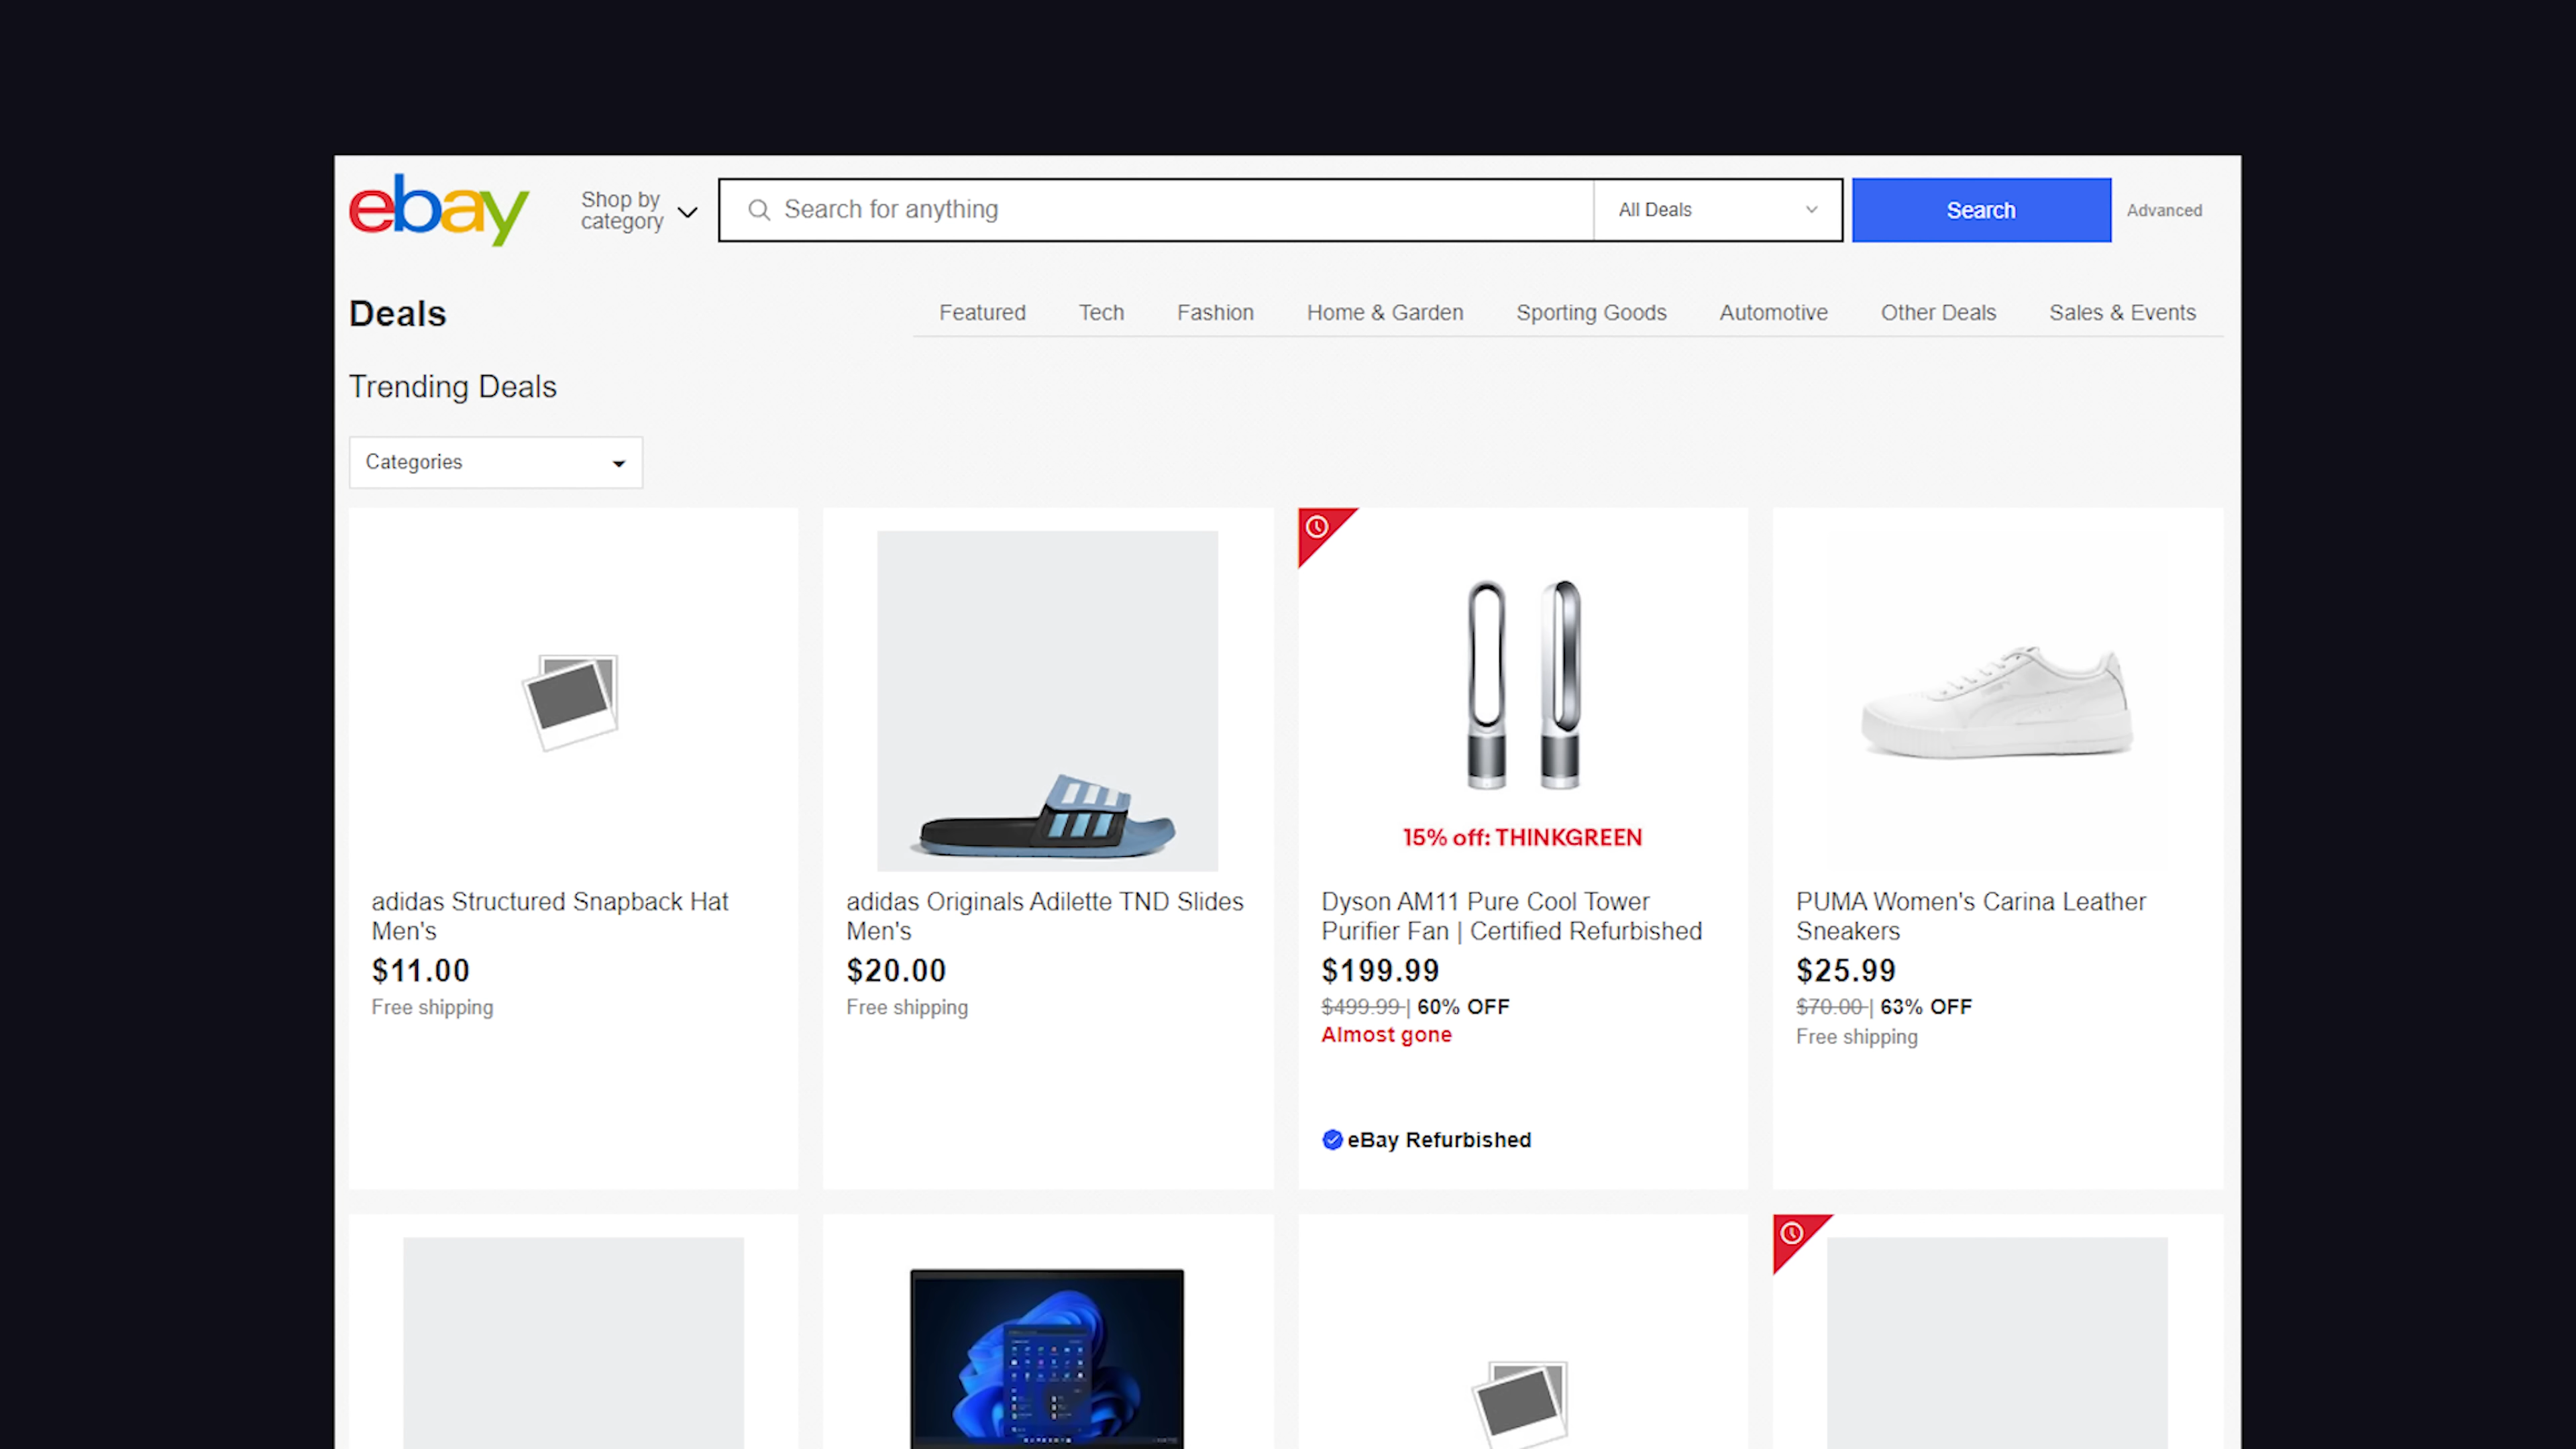 ebay
Shop by
category
Search for anything
All Deals
Search
Advanced
Deals
Featured
Tech
Fashion
Home & Garden
Sporting Goods
Automotive
Other Deals
Sales & Events
Trending Deals
Categories
adidas Structured Snapback Hat
Men's
$11.00
Free shipping
adidas Originals Adilette TND Slides
Men's
$20.00
Free shipping
15% off: THINKGREEN
Dyson AM11 Pure Cool Tower
Purifier Fan | Certified Refurbished
$199.99
$499.99 | 60% OFF
Almost gone
eBay Refurbished
PUMA Women's Carina Leather
Sneakers
$25.99
$70.00 | 63% OFF
Free shipping